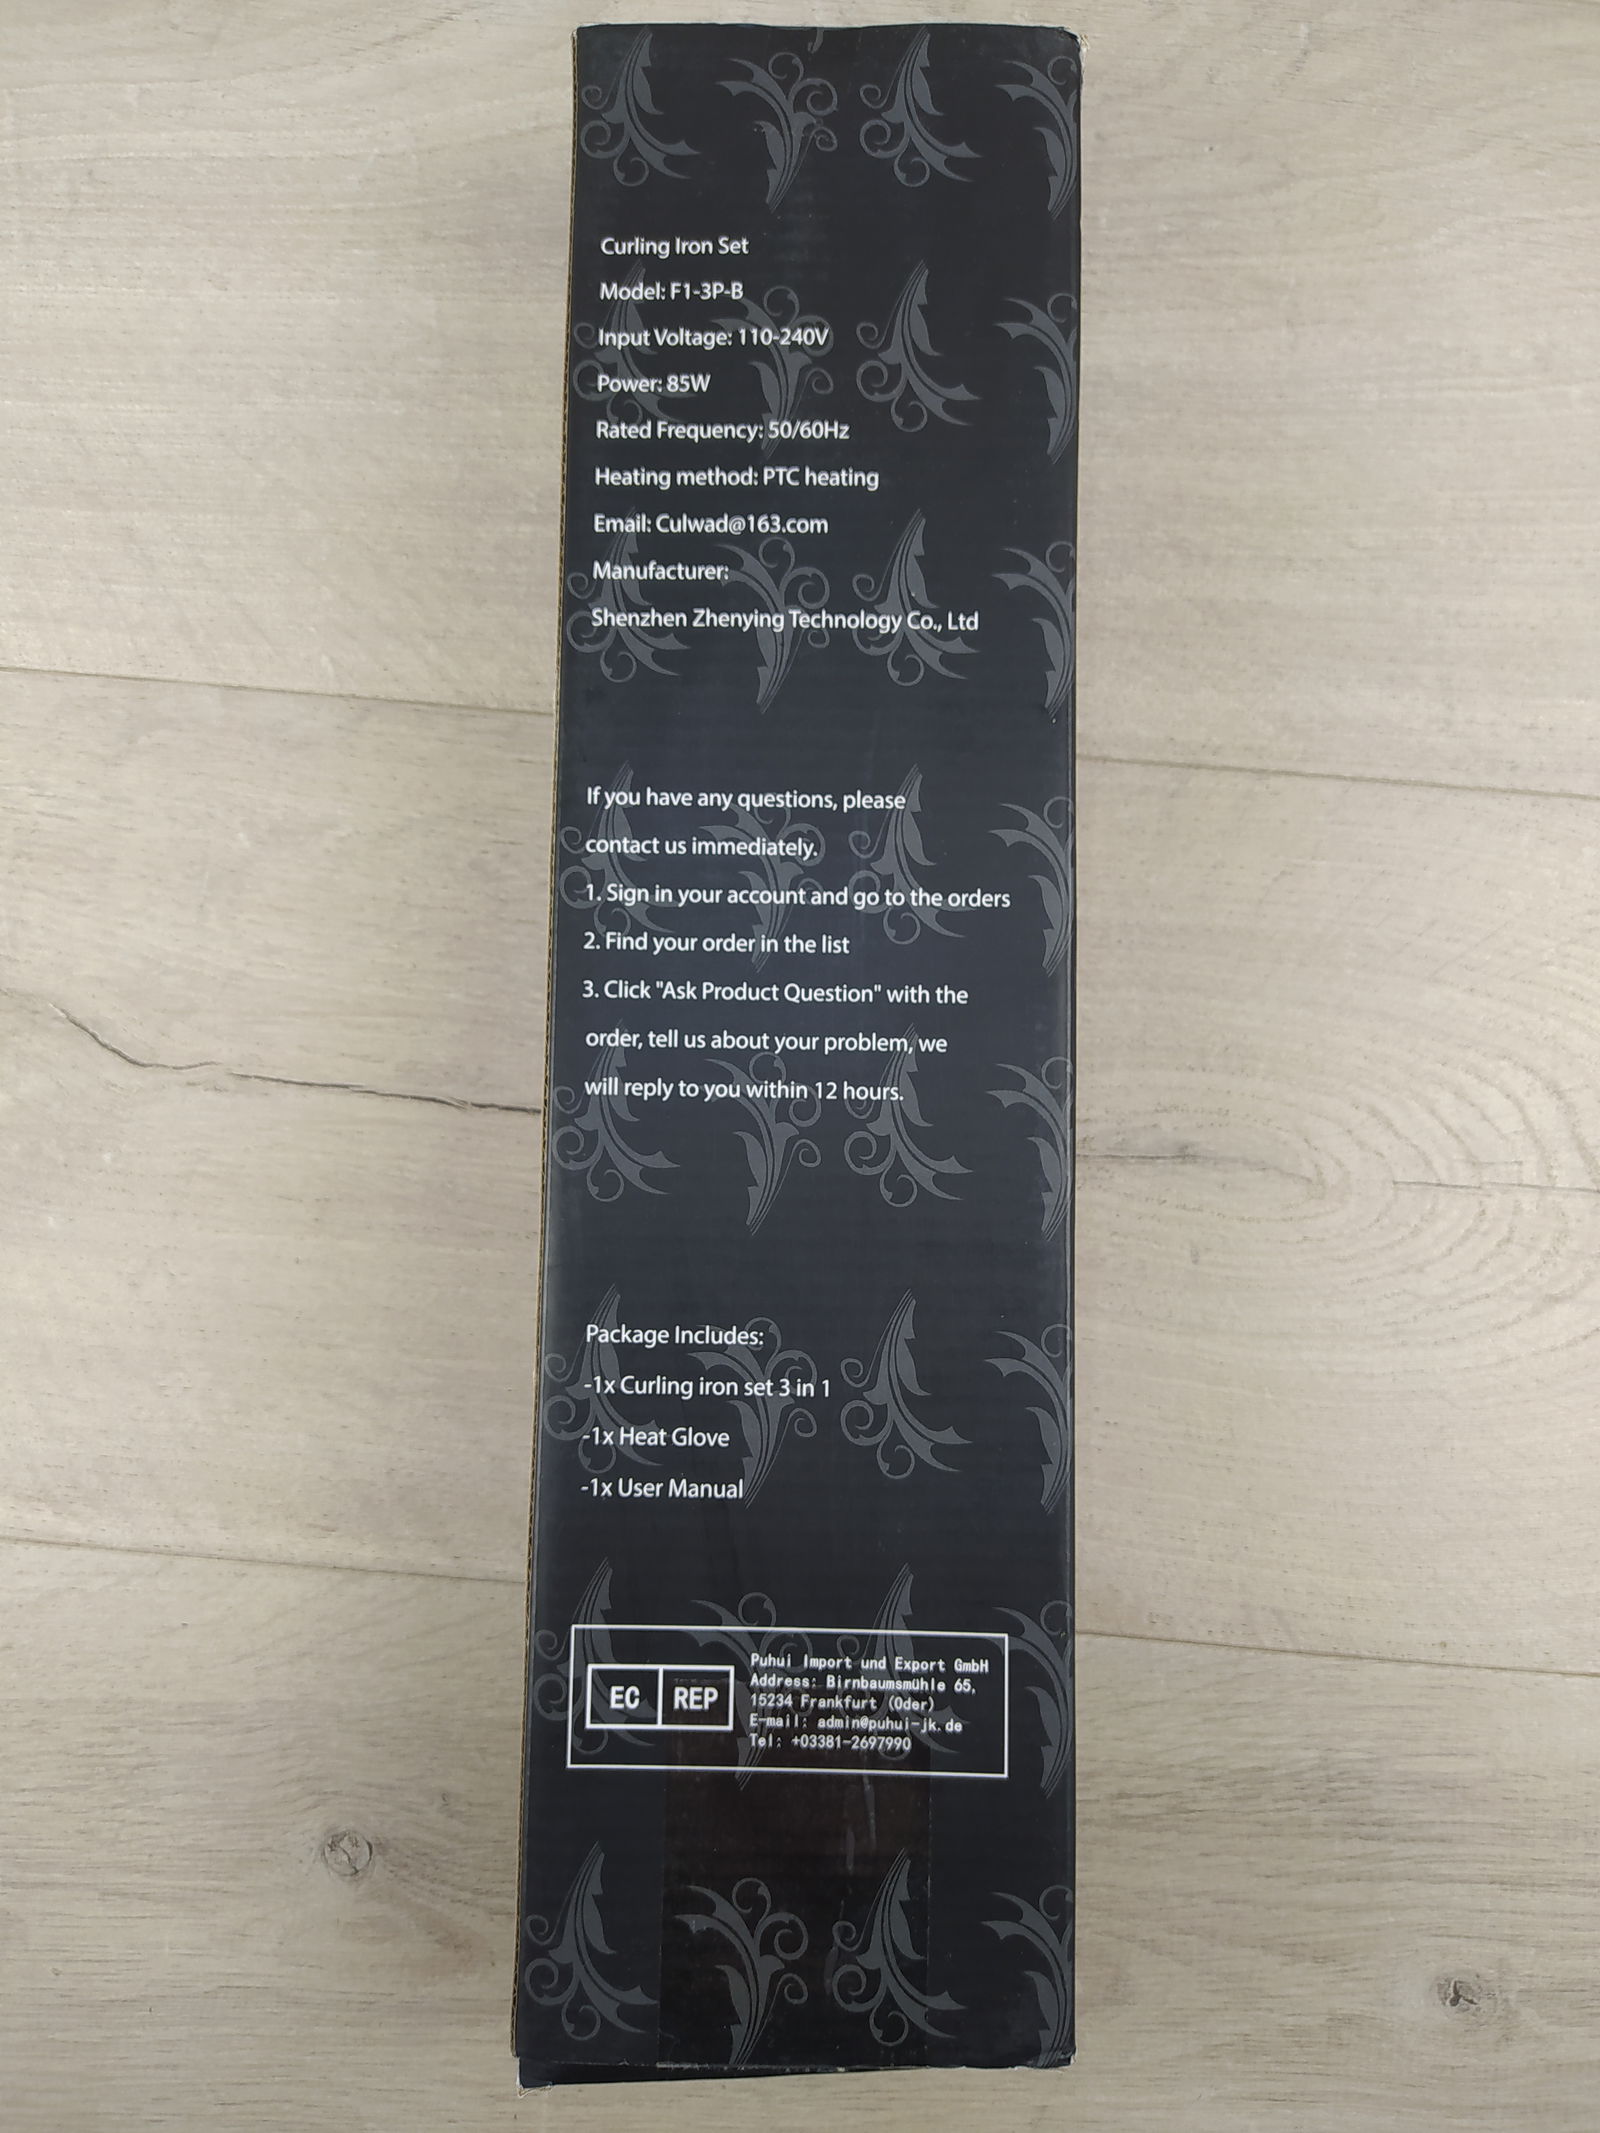 Curling Iron Set
Model: F1-3P-B
Input Voltage: 110-240V
Power: 85W
Rated Frequency: 50/60Hz
Heating method: PTC heating
Email: Culwad@163.com
Manufacturer:
Shenzhen Zhenying Technology Co., Ltd
If you have any questions, please
contact us immediately.
1. Sign in your account and go to the orders
2. Find your order in the list
3. Click "Ask Product Question" with the
order, tell us about your problem, we
will reply to you within 12 hours.
Package Includes:
-1x Curling iron set 3 in 1
-1x Heat Glove
-1x User Manual
EC REP
Puhui Import und Export GmbH
Address: Birnbaumsmühle 65,
15234 Frankfurt (Oder)
E-mail: admin@puhui-jk.de
Tel: +03381-2697990